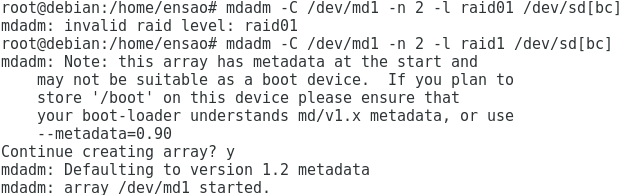 root@debian:/home/ensao# mdadm -C /dev/md1 -n 2 -l raid01 /dev/sd[bc]
mdadm: invalid raid level: raid01
root@debian:/home/ensao# mdadm -C /dev/md1 -n 2 -l raid1 /dev/sd[bc]
mdadm: Note: this array has metadata at the start and
    may not be suitable as a boot device.  If you plan to
    store '/boot' on this device please ensure that
    your boot-loader understands md/v1.x metadata, or use
    --metadata=0.90
Continue creating array? y
mdadm: Defaulting to version 1.2 metadata
mdadm: array /dev/md1 started.